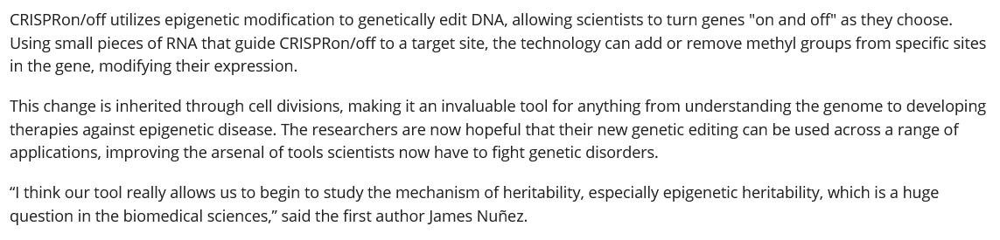 CRISPRon/off utilizes epigenetic modification to genetically edit DNA, allowing scientists to turn genes "on and off" as they choose.
Using small pieces of RNA that guide CRISPRon/off to a target site, the technology can add or remove methyl groups from specific sites
in the gene, modifying their expression.
This change is inherited through cell divisions, making it an invaluable tool for anything from understanding the genome to developing
therapies against epigenetic disease. The researchers are now hopeful that their new genetic editing can be used across a range of
applications, improving the arsenal of tools scientists now have to fight genetic disorders.
“I think our tool really allows us to begin to study the mechanism of heritability, especially epigenetic heritability, which is a huge
question in the biomedical sciences,” said the first author James Nuñez.